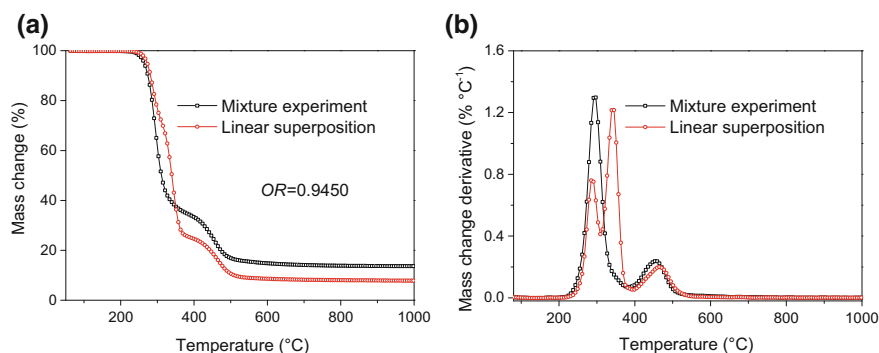 (a)
100
80
60
40
20
0
Mass change (%)
Mixture experiment
Linear superposition
OR=0.9450
200 400 600 800 1000
Temperature (°C)
(b)
1.6
1.2
0.8
0.4
0.0
Mass change derivative (% °C⁻¹)
Mixture experiment
Linear superposition
200 400 600 800 1000
Temperature (°C)